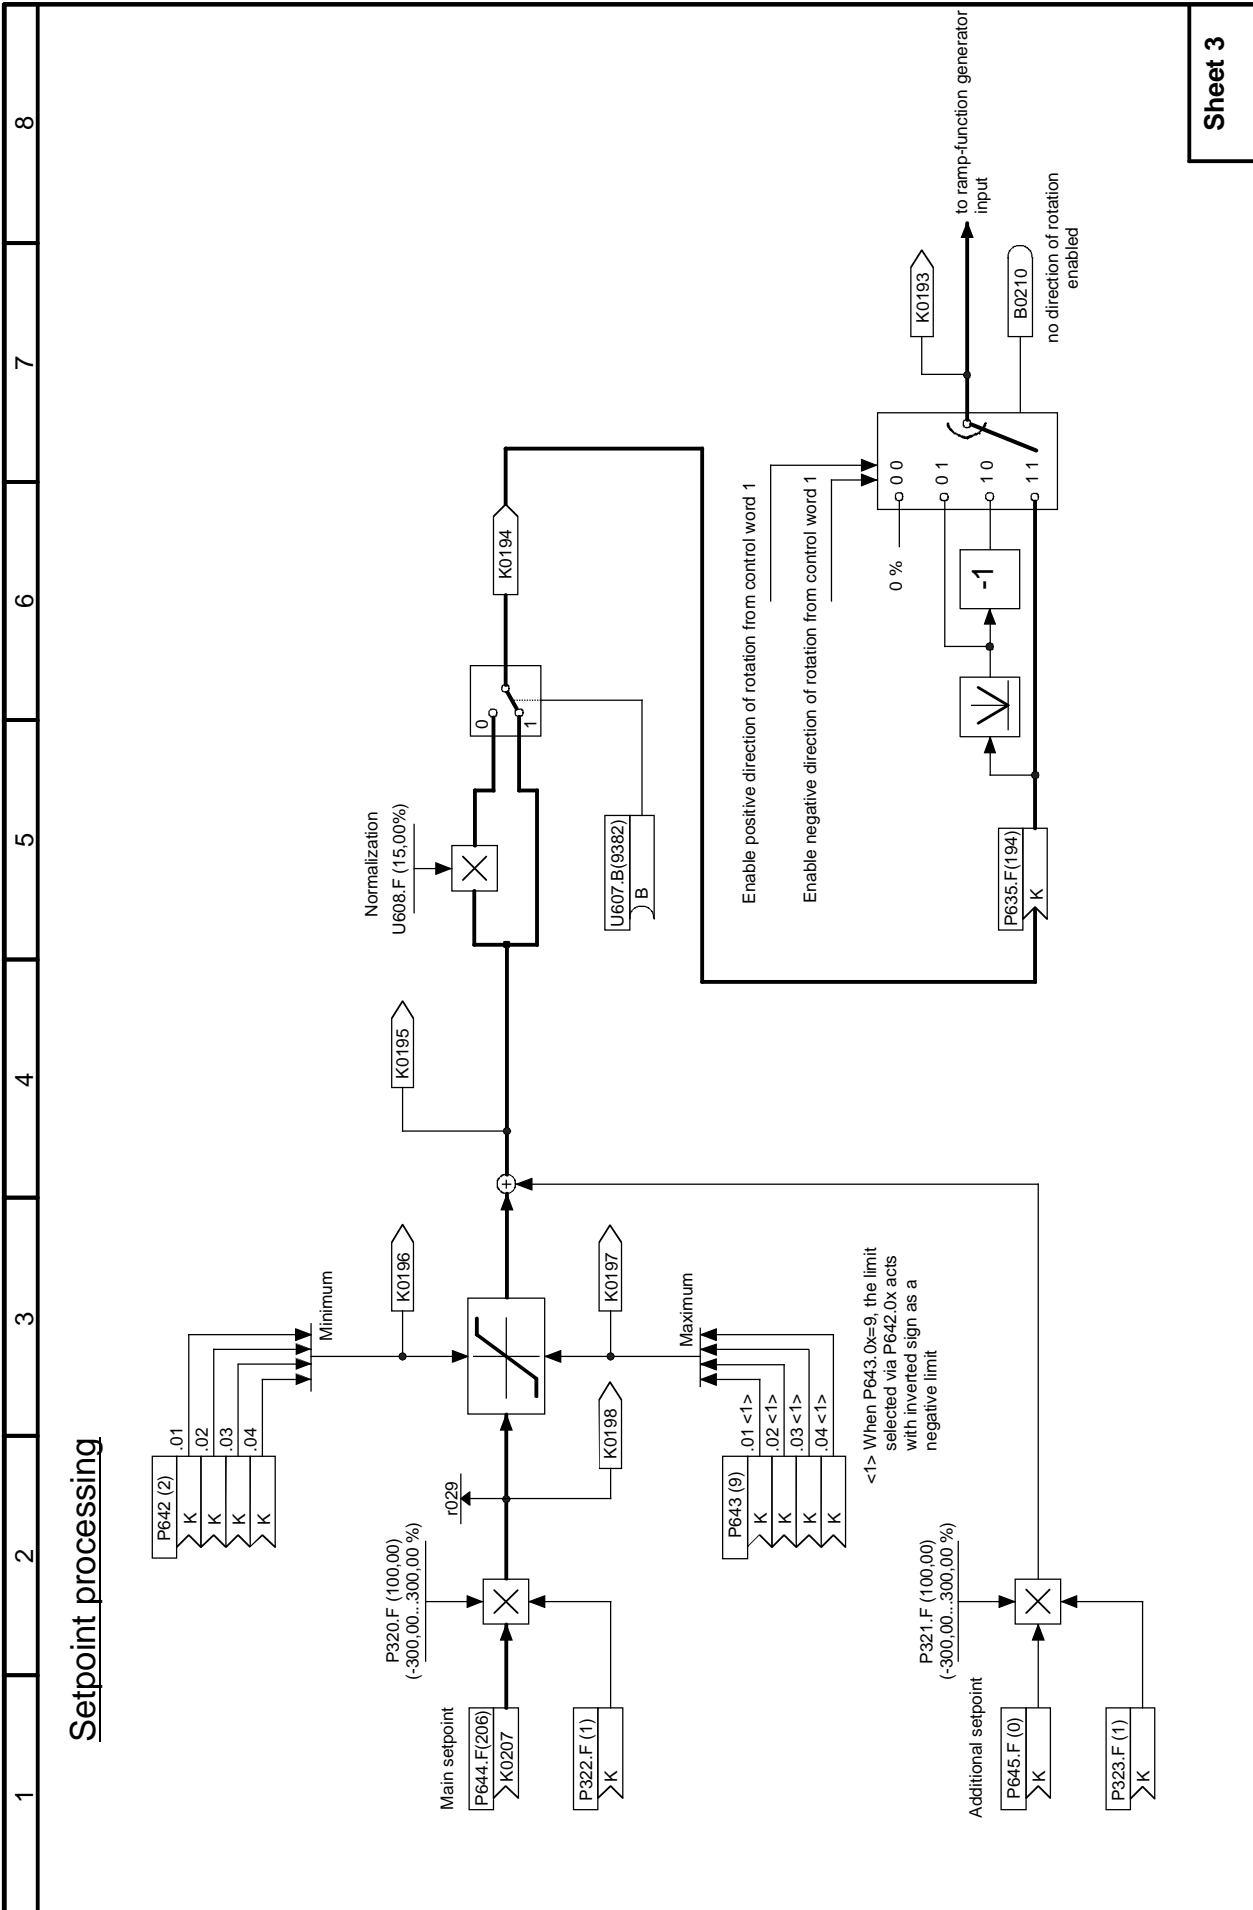 1 2 3 4 5 6 7 8
Setpoint processing
P642 (2)
K .01
K .02
K .03
K .04
Minimum
K0196
K0195
Normalization
U608.F (15,00%)
P320.F (100,00)
(-300,00...300,00 %)
r029
Main setpoint
P644.F(206)
K0207
P322.F (1)
K
K0198
K0197
Maximum
P643 (9)
K .01 <1>
K .02 <1>
K .03 <1>
K .04 <1>
<1> When P643.0x=9, the limit
selected via P642.0x acts
with inverted sign as a
negative limit
+
0
1
K0194
U607.B(9382)
B
Enable positive direction of rotation from control word 1
Enable negative direction of rotation from control word 1
0 %
0 0
0 1
1 0
1 1
-1
K0193
to ramp-function generator
input
B0210
no direction of rotation
enabled
P635.F(194)
K
P321.F (100,00)
(-300,00...300,00 %)
Additional setpoint
P645.F (0)
K
P323.F (1)
K
Sheet 3